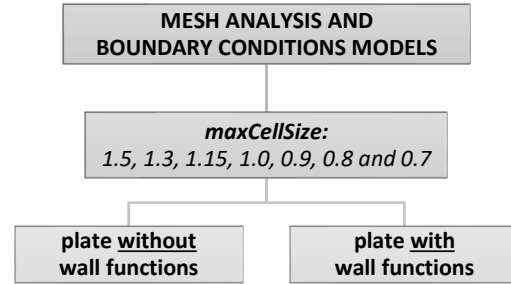 MESH ANALYSIS AND
BOUNDARY CONDITIONS MODELS
maxCellSize:
1.5, 1.3, 1.15, 1.0, 0.9, 0.8 and 0.7
plate without
wall functions
plate with
wall functions